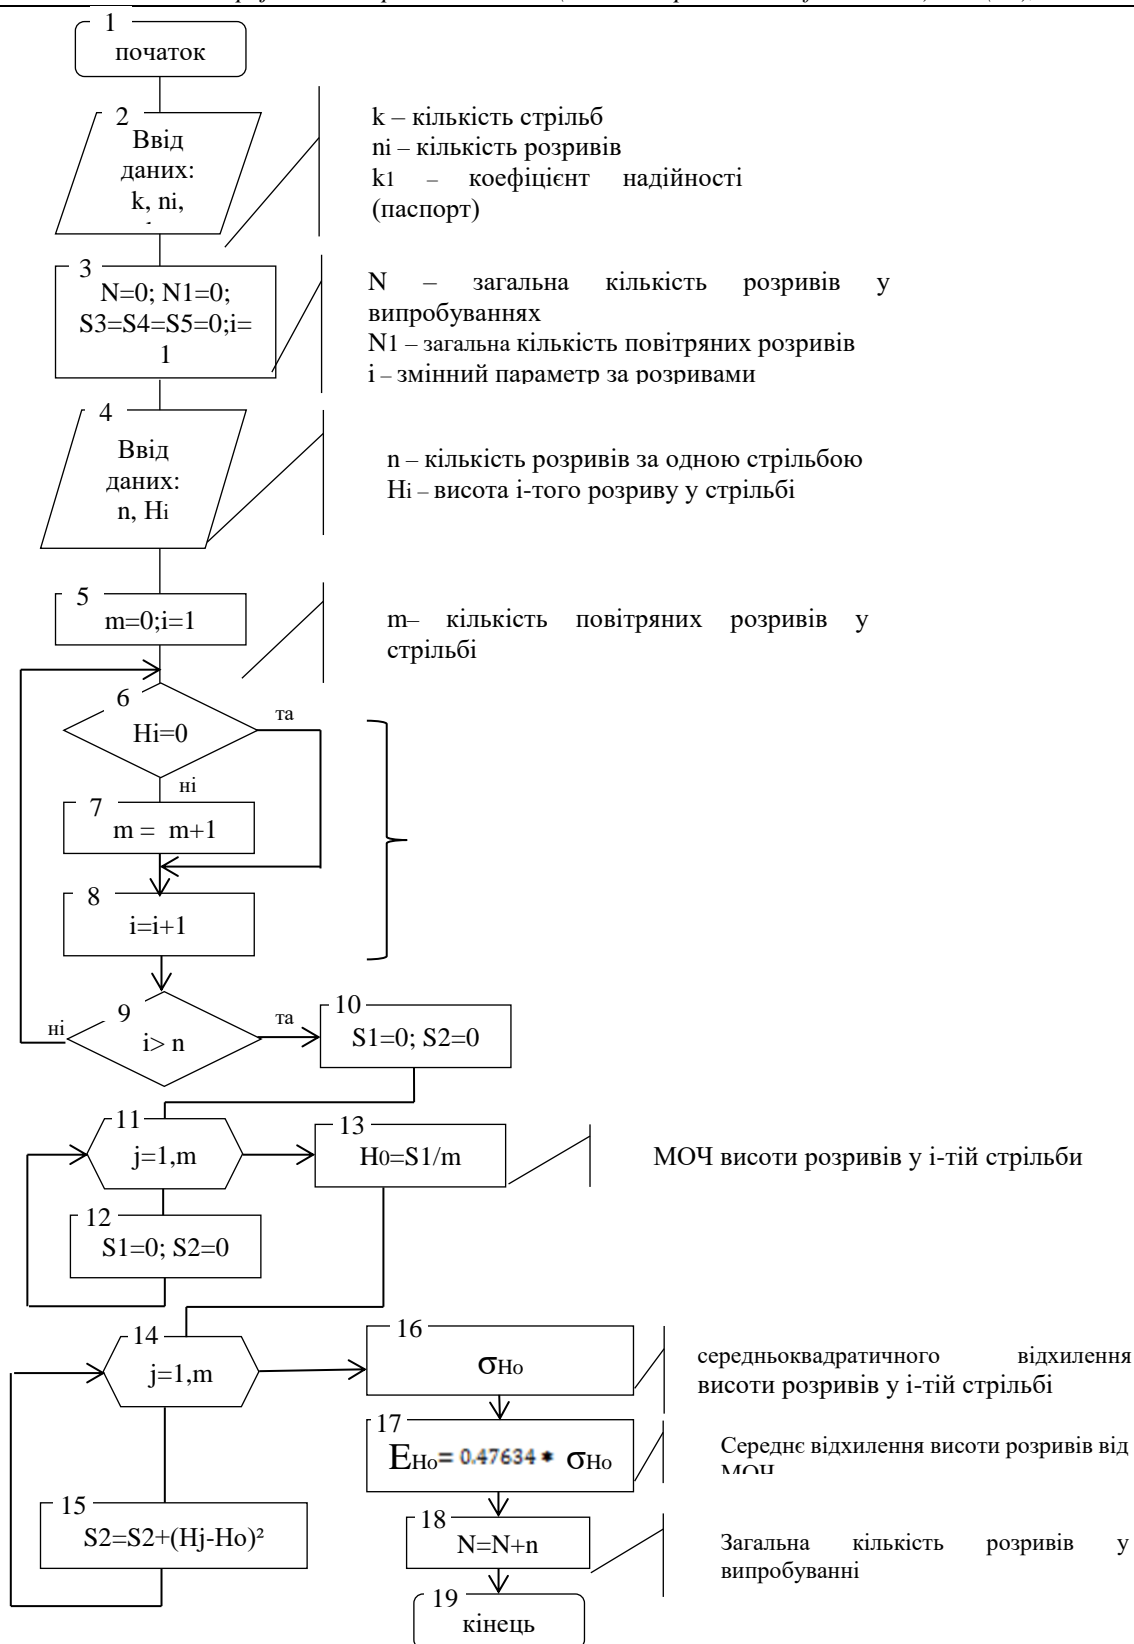 1
початок
2
Ввід
даних:
k, ni,
k – кількість стрільб
ni – кількість розривів
k1 – коефіцієнт надійності
(паспорт)
3
N=0; N1=0;
S3=S4=S5=0;i=
1
N – загальна кількість розривів у
випробуваннях
N1 – загальна кількість повітряних розривів
i – змінний параметр за розривами
4
Ввід
даних:
n, Hi
n – кількість розривів за одною стрільбою
Hi – висота і-того розриву у стрільбі
5
m=0;i=1
m– кількість повітряних розривів у
стрільбі
6
Hi=0
та
ні
7
m = m+1
8
i=i+1
9
i> n
ні
та
10
S1=0; S2=0
11
j=1,m
13
H0=S1/m
МОЧ висоти розривів у і-тій стрільби
12
S1=0; S2=0
14
j=1,m
16
σHo
середньоквадратичного відхилення
висоти розривів у і-тій стрільбі
17
EHo= 0.47634 * σHo
Середнє відхилення висоти розривів від
МОЧ
15
S2=S2+(Hj-Ho)²
18
N=N+n
Загальна кількість розривів у
випробуванні
19
кінець